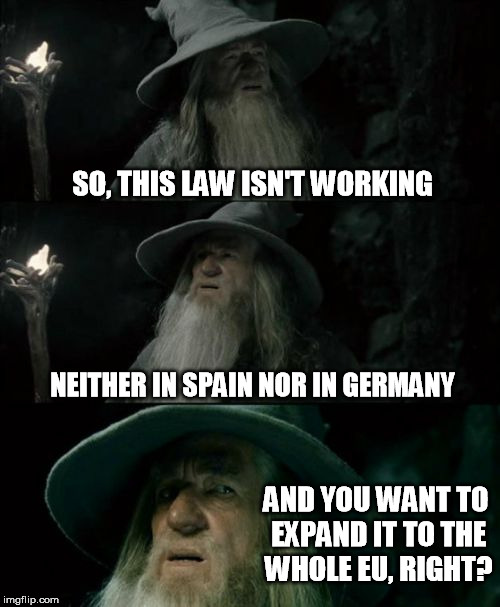 SO, THIS LAW ISN'T WORKING
NEITHER IN SPAIN NOR IN GERMANY
AND YOU WANT TO
EXPAND IT TO THE
WHOLE EU, RIGHT?
imgflip.com